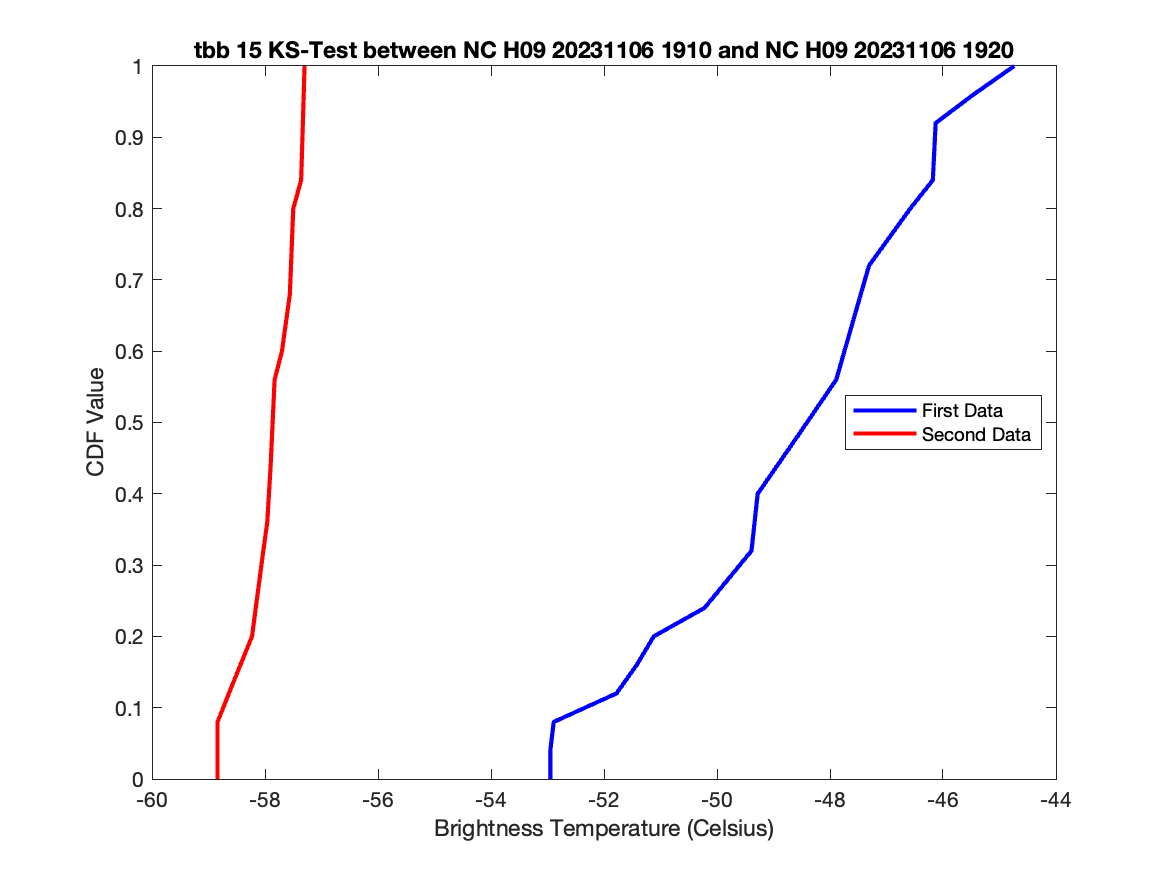 tbb 15 KS-Test between NC H09 20231106 1910 and NC H09 20231106 1920
1
0.9
0.8
0.7
0.6
0.5
0.4
0.3
0.2
0.1
0
CDF Value
First Data
Second Data
-60 -58 -56 -54 -52 -50 -48 -46 -44
Brightness Temperature (Celsius)